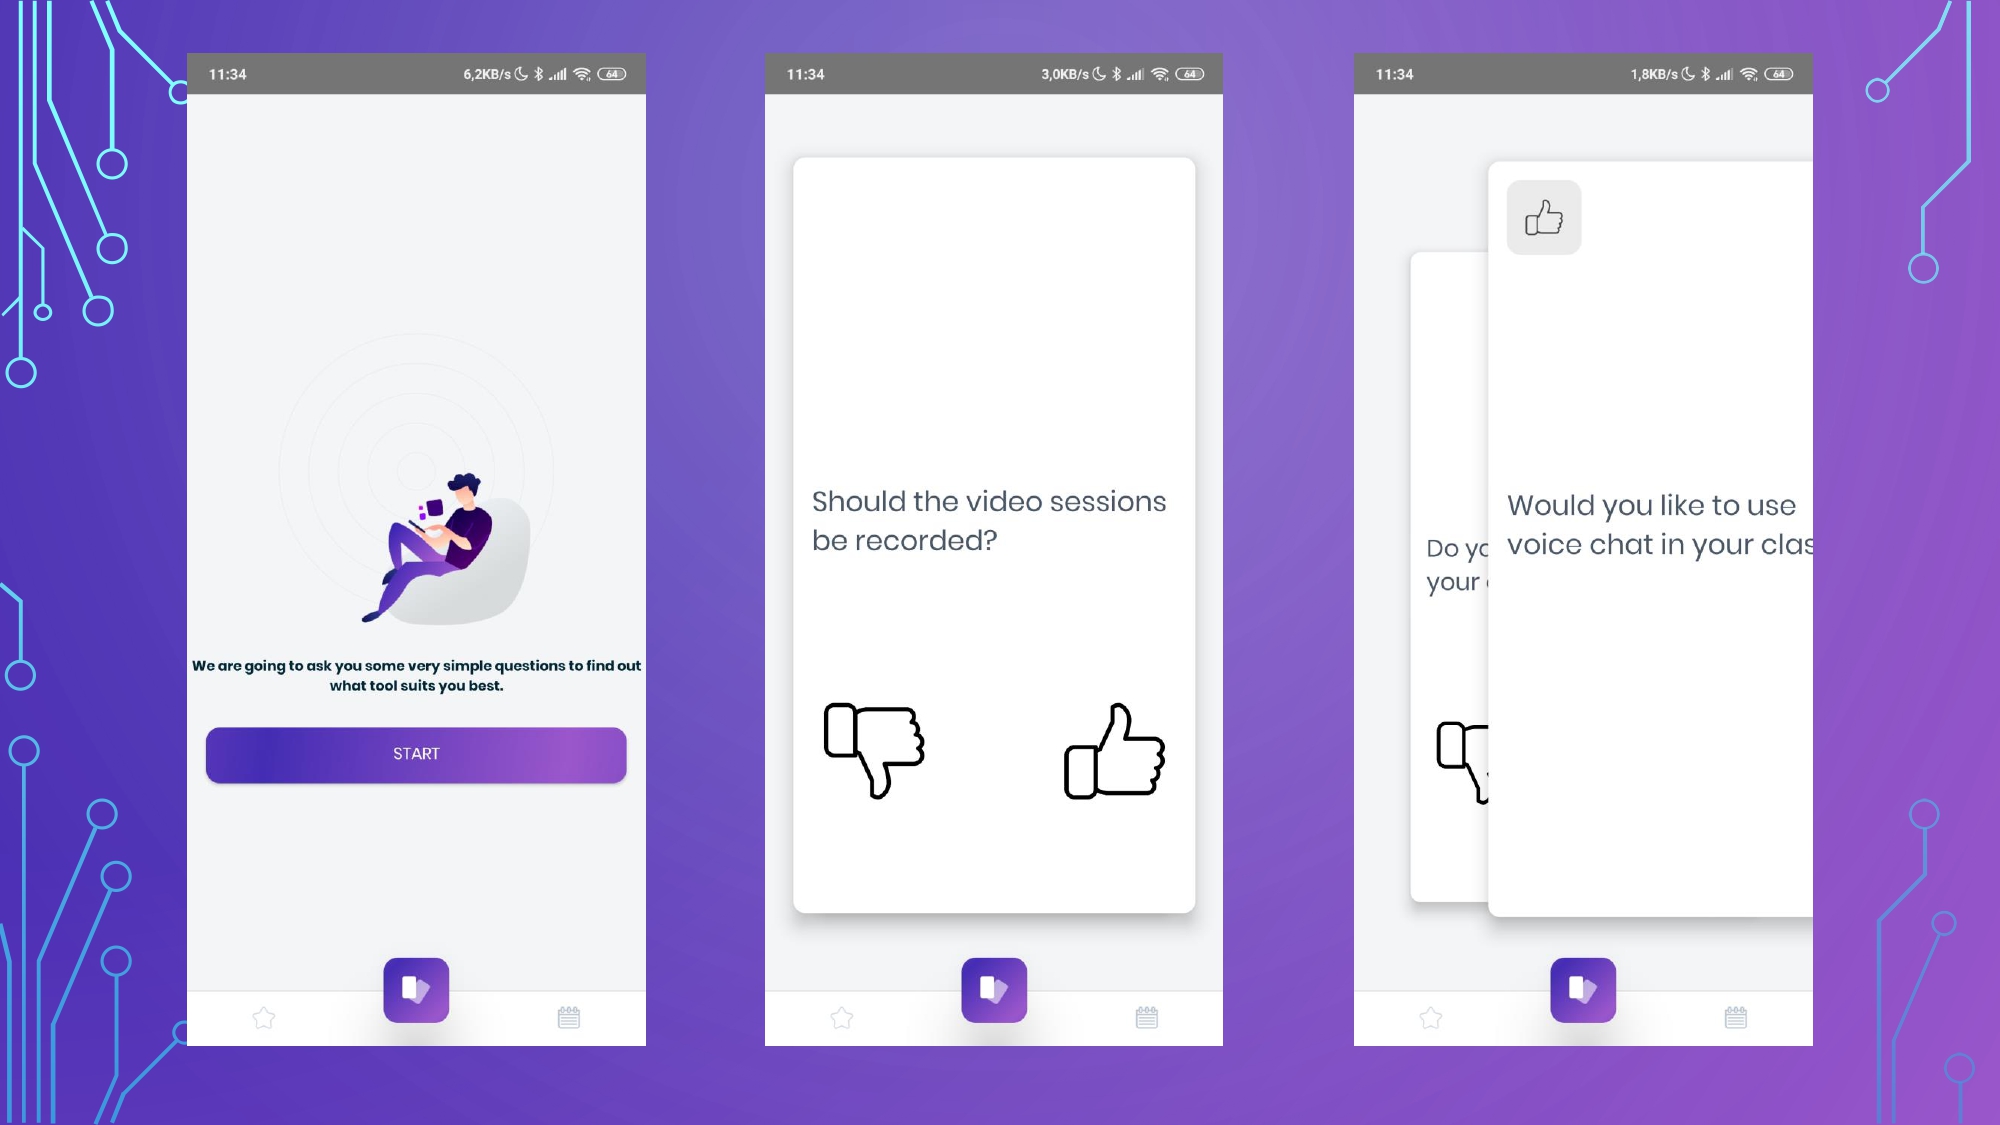 11:34
6,2KB/s
64
We are going to ask you some very simple questions to find out
what tool suits you best.
START
11:34
3,0KB/s
64
Should the video sessions
be recorded?
11:34
1,8KB/s
64
Would you like to use
voice chat in your clas
Do yo
your